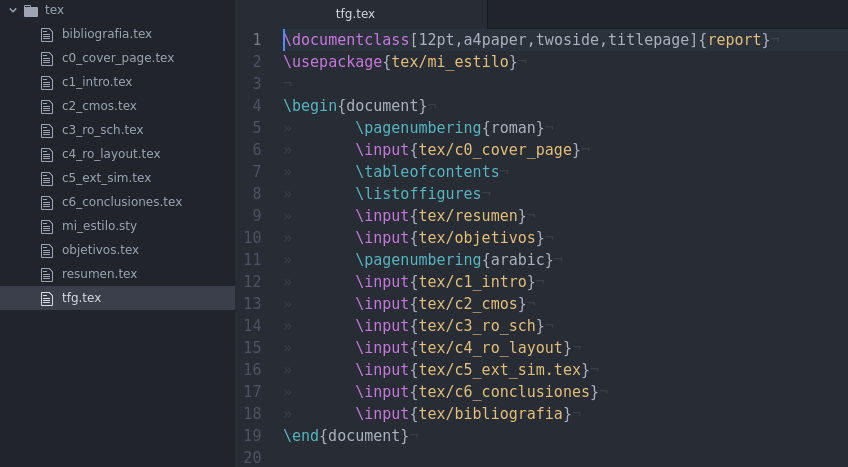 tex
bibliografia.tex
c0_cover_page.tex
c1_intro.tex
c2_cmos.tex
c3_ro_sch.tex
c4_ro_layout.tex
c5_ext_sim.tex
c6_conclusiones.tex
mi_estilo.sty
objetivos.tex
resumen.tex
tfg.tex
tfg.tex
1 \documentclass[12pt,a4paper,twoside,titlepage]{report}¬
2 \usepackage{tex/mi_estilo}¬
3 ¬
4 \begin{document}¬
5 » \pagenumbering{roman}¬
6 » \input{tex/c0_cover_page}¬
7 » \tableofcontents¬
8 » \listoffigures¬
9 » \input{tex/resumen}¬
10 » \input{tex/objetivos}¬
11 » \pagenumbering{arabic}¬
12 » \input{tex/c1_intro}¬
13 » \input{tex/c2_cmos}¬
14 » \input{tex/c3_ro_sch}¬
15 » \input{tex/c4_ro_layout}¬
16 » \input{tex/c5_ext_sim.tex}¬
17 » \input{tex/c6_conclusiones}¬
18 » \input{tex/bibliografia}¬
19 \end{document}¬
20